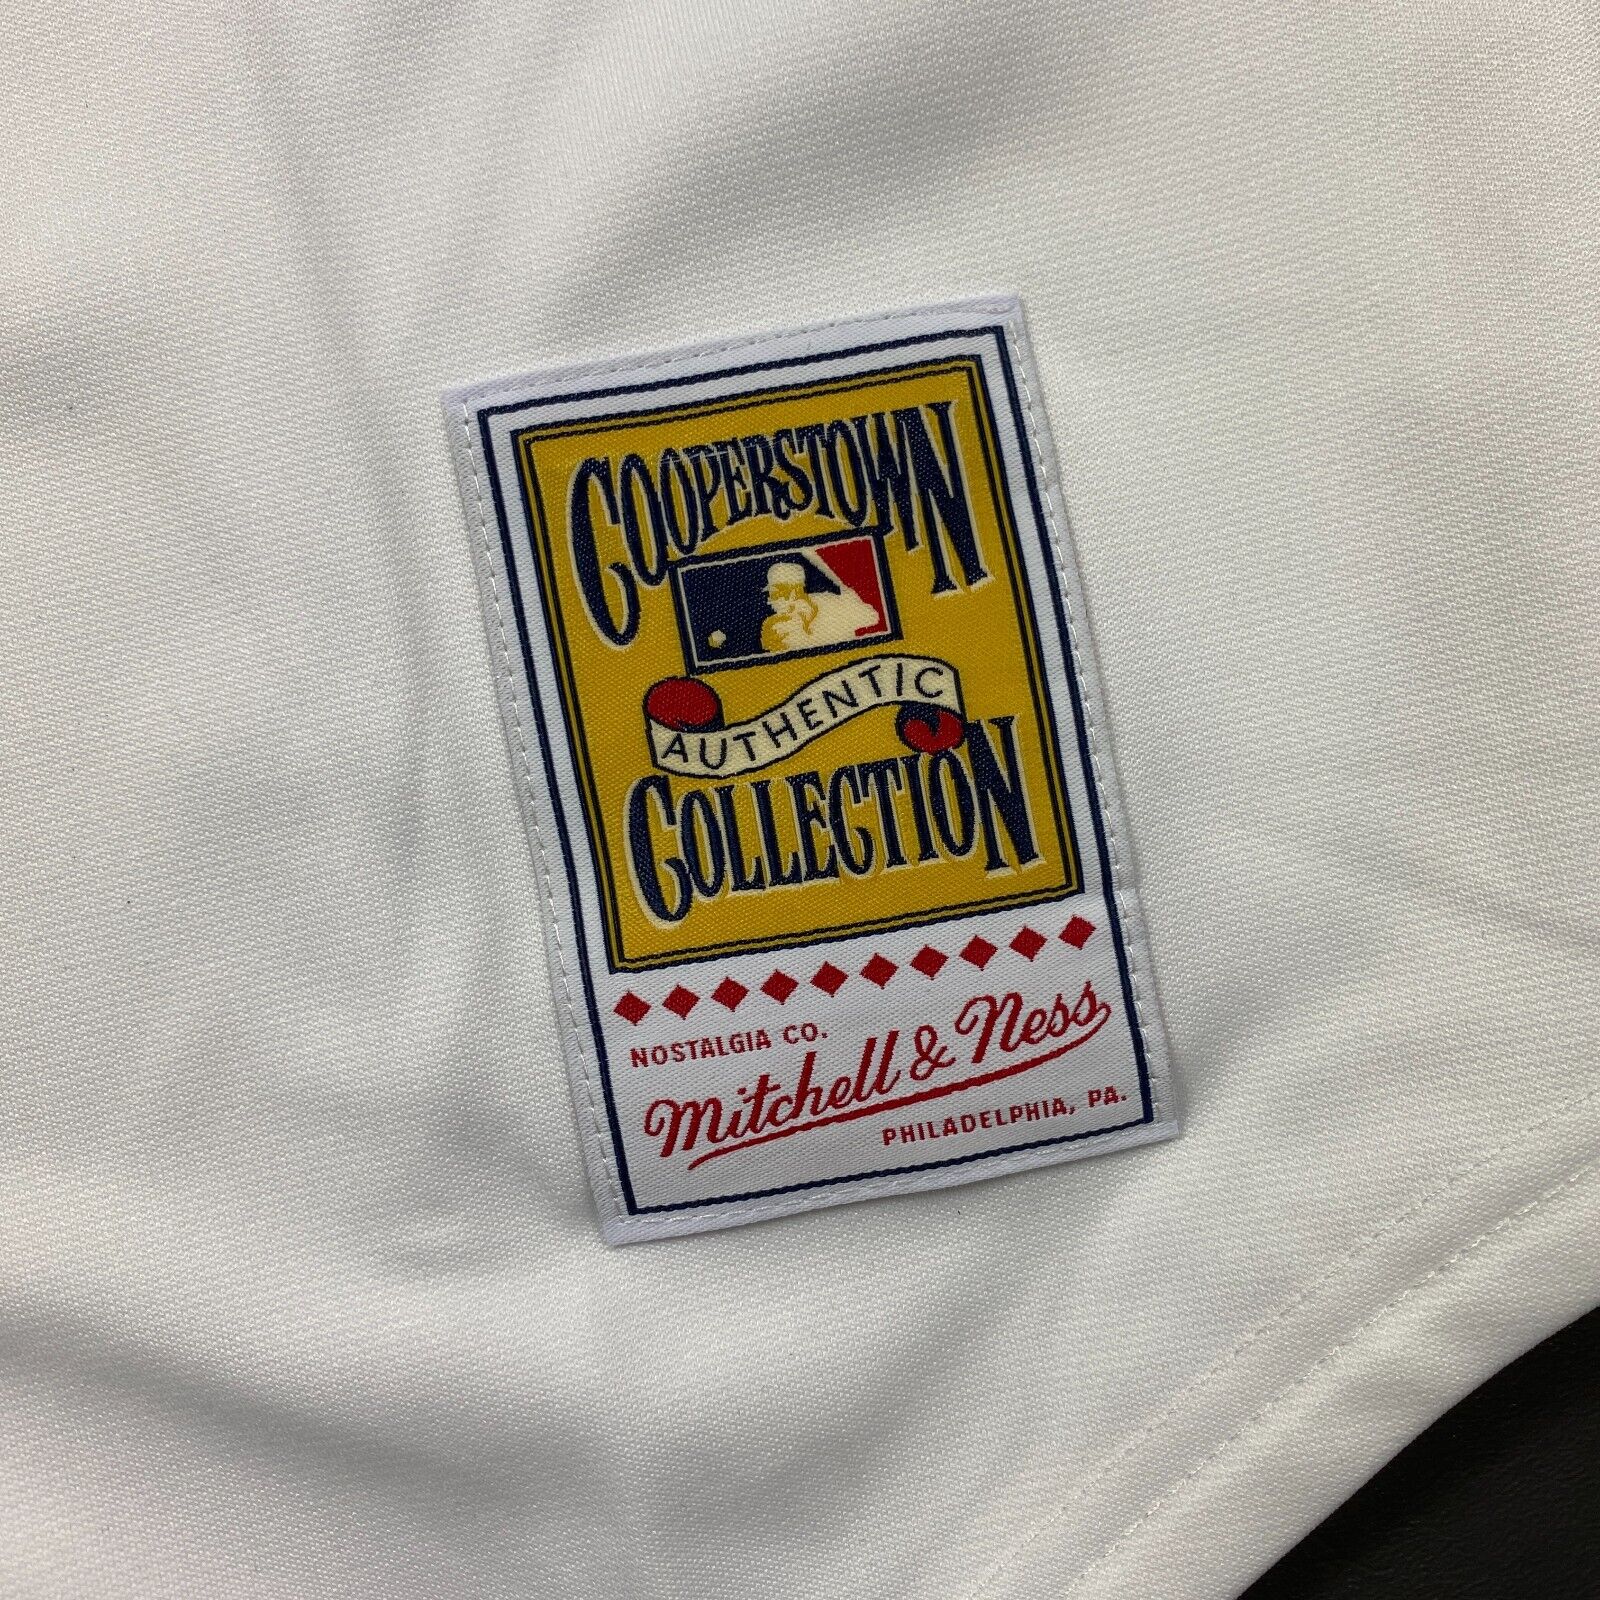 COOPERSTOWN
AUTHENTIC
COLLECTION
NOSTALGIA CO.
Mitchell & Ness
PHILADELPHIA, PA.